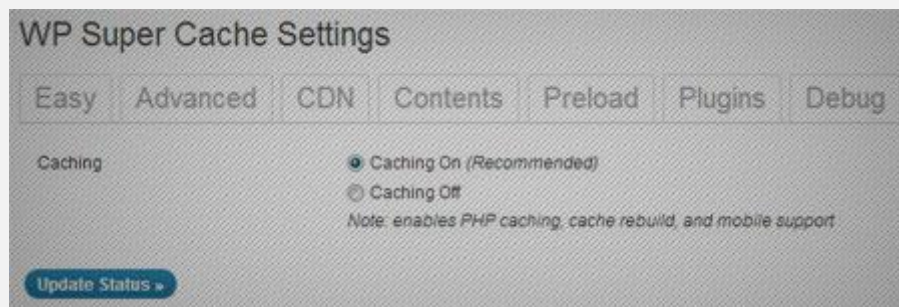 WP Super Cache Settings
Easy Advanced CDN Contents Preload Plugins Debug
Caching Caching On (Recommended)
Caching Off
Note: enables PHP caching, cache rebuild, and mobile support
Update Status »